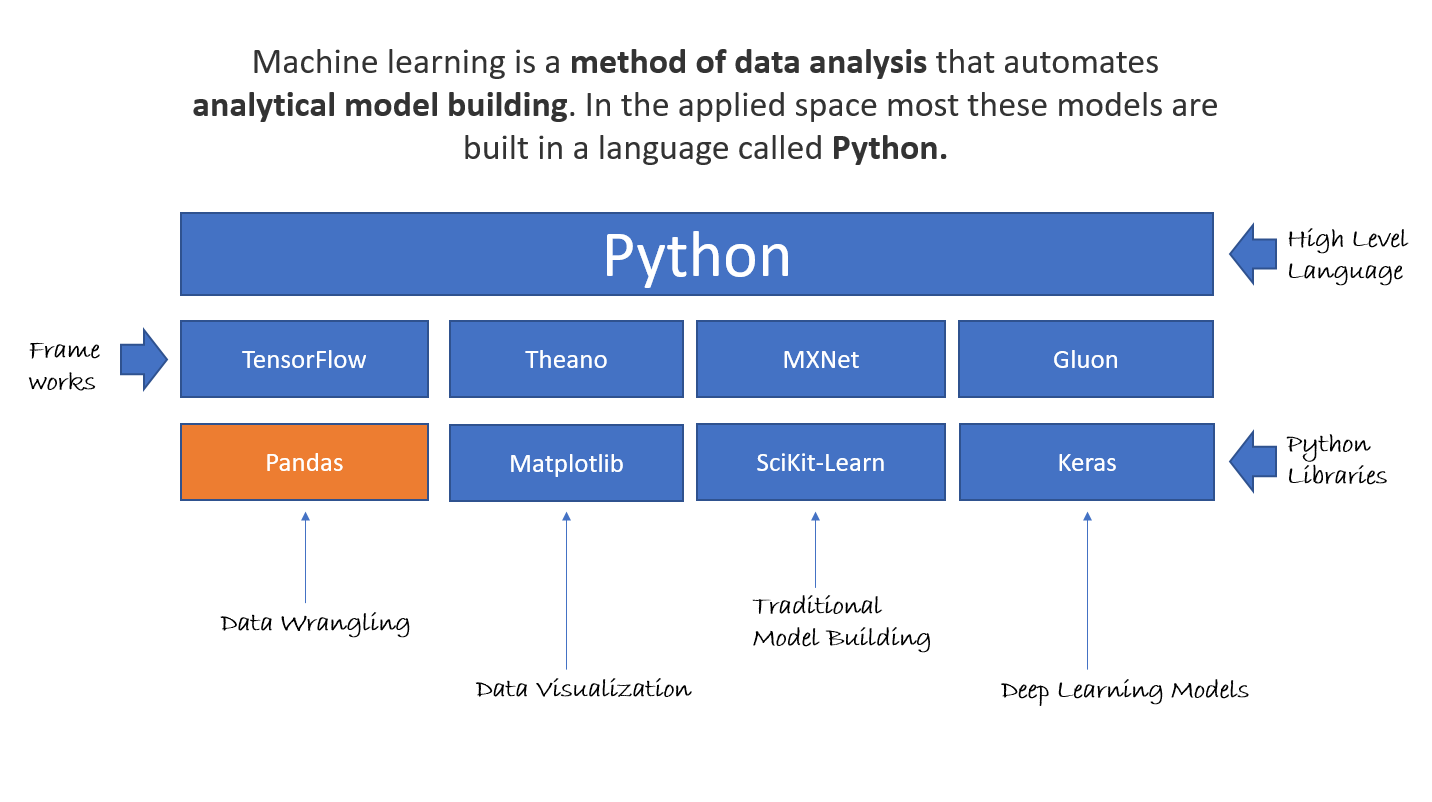 Machine learning is a method of data analysis that automates
analytical model building. In the applied space most these models are
built in a language called Python.
Python
High Level
Language
Frame
works
TensorFlow
Theano
MXNet
Gluon
Pandas
Matplotlib
SciKit-Learn
Keras
Python
Libraries
Data Wrangling
Traditional
Model Building
Data Visualization
Deep Learning Models